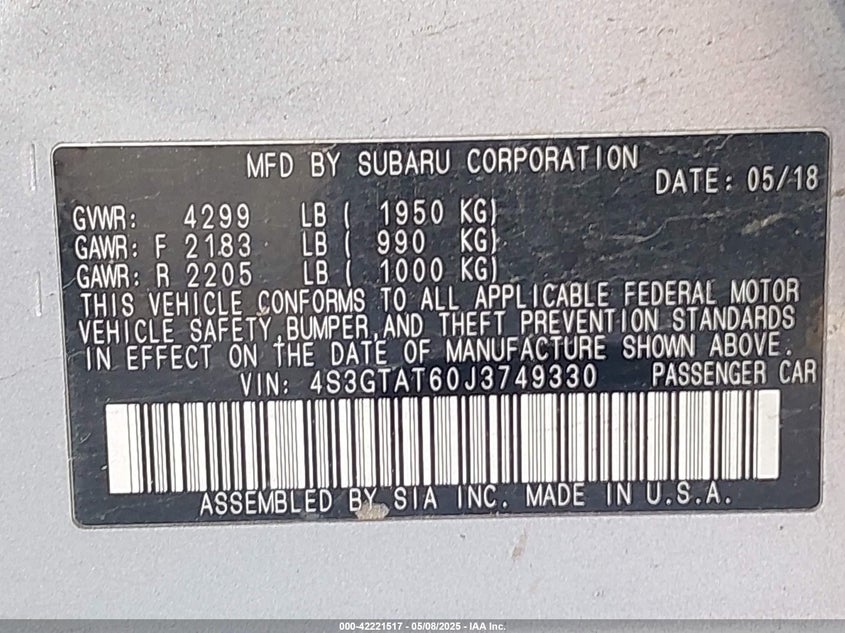 MFD BY SUBARU CORPORATION
DATE: 05/18
GVWR: 4299 LB ( 1950 KG)
GAWR: F 2183 LB ( 990 KG)
GAWR: R 2205 LB ( 1000 KG)
THIS VEHICLE CONFORMS TO ALL APPLICABLE FEDERAL MOTOR
VEHICLE SAFETY,BUMPER,AND THEFT PREVENTION STANDARDS
IN EFFECT ON THE DATE OF MANUFACTURE SHOWN ABOVE.
VIN: 4S3GTAT60J3749330 PASSENGER CAR
ASSEMBLED BY SIA INC. MADE IN U.S.A.
000-42221517 - 05/08/2025 - IAA Inc.